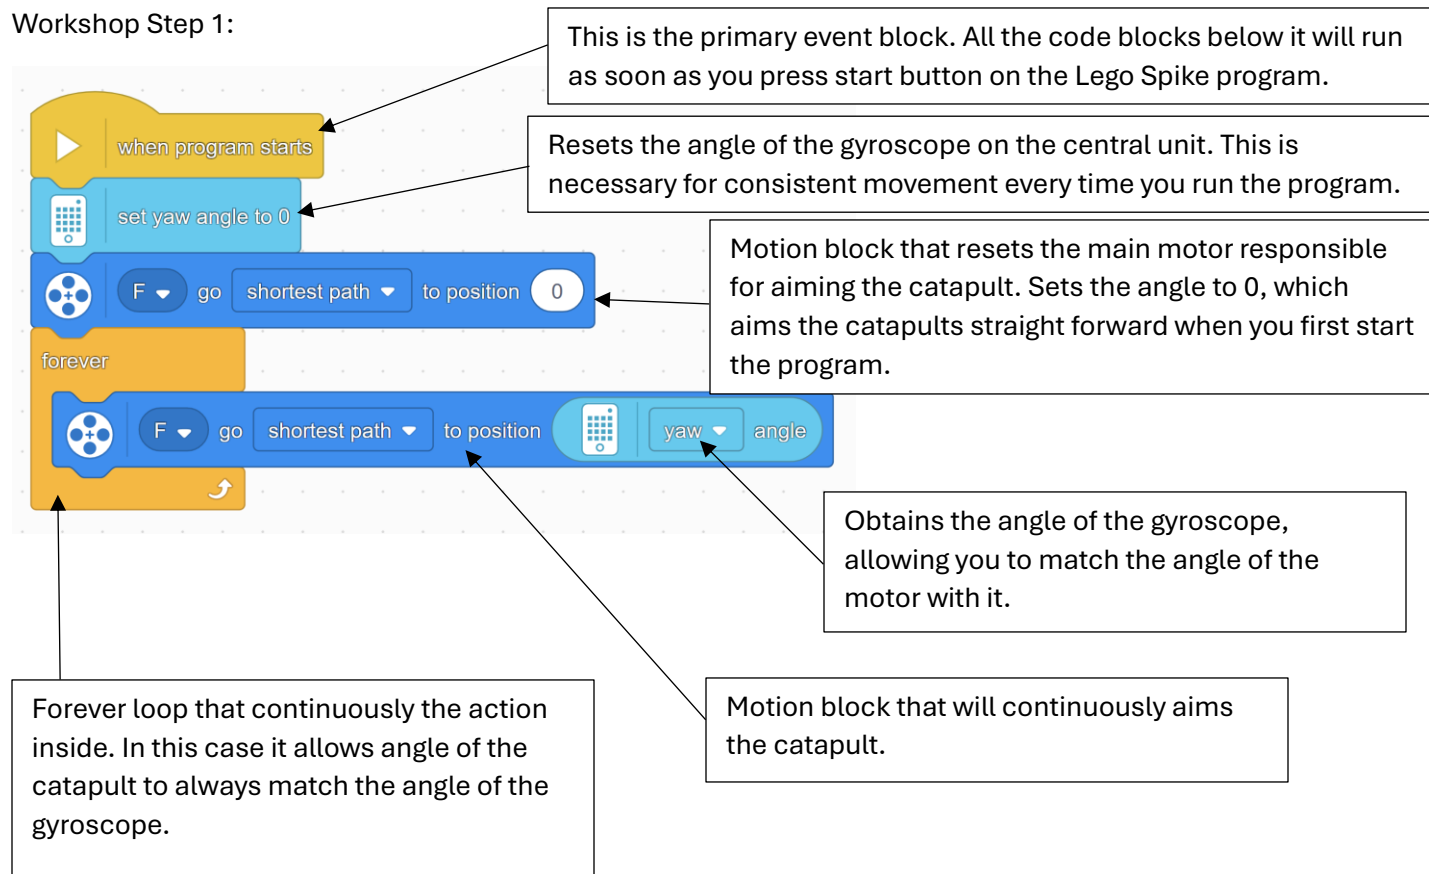 Workshop Step 1:
This is the primary event block. All the code blocks below it will run
as soon as you press start button on the Lego Spike program.
when program starts
Resets the angle of the gyroscope on the central unit. This is
necessary for consistent movement every time you run the program.
set yaw angle to 0
Motion block that resets the main motor responsible
for aiming the catapult. Sets the angle to 0, which
aims the catapults straight forward when you first start
the program.
F go shortest path to position 0
forever
F go shortest path to position yaw angle
Obtains the angle of the gyroscope,
allowing you to match the angle of the
motor with it.
Forever loop that continuously the action
inside. In this case it allows angle of the
catapult to always match the angle of the
gyroscope.
Motion block that will continuously aims
the catapult.